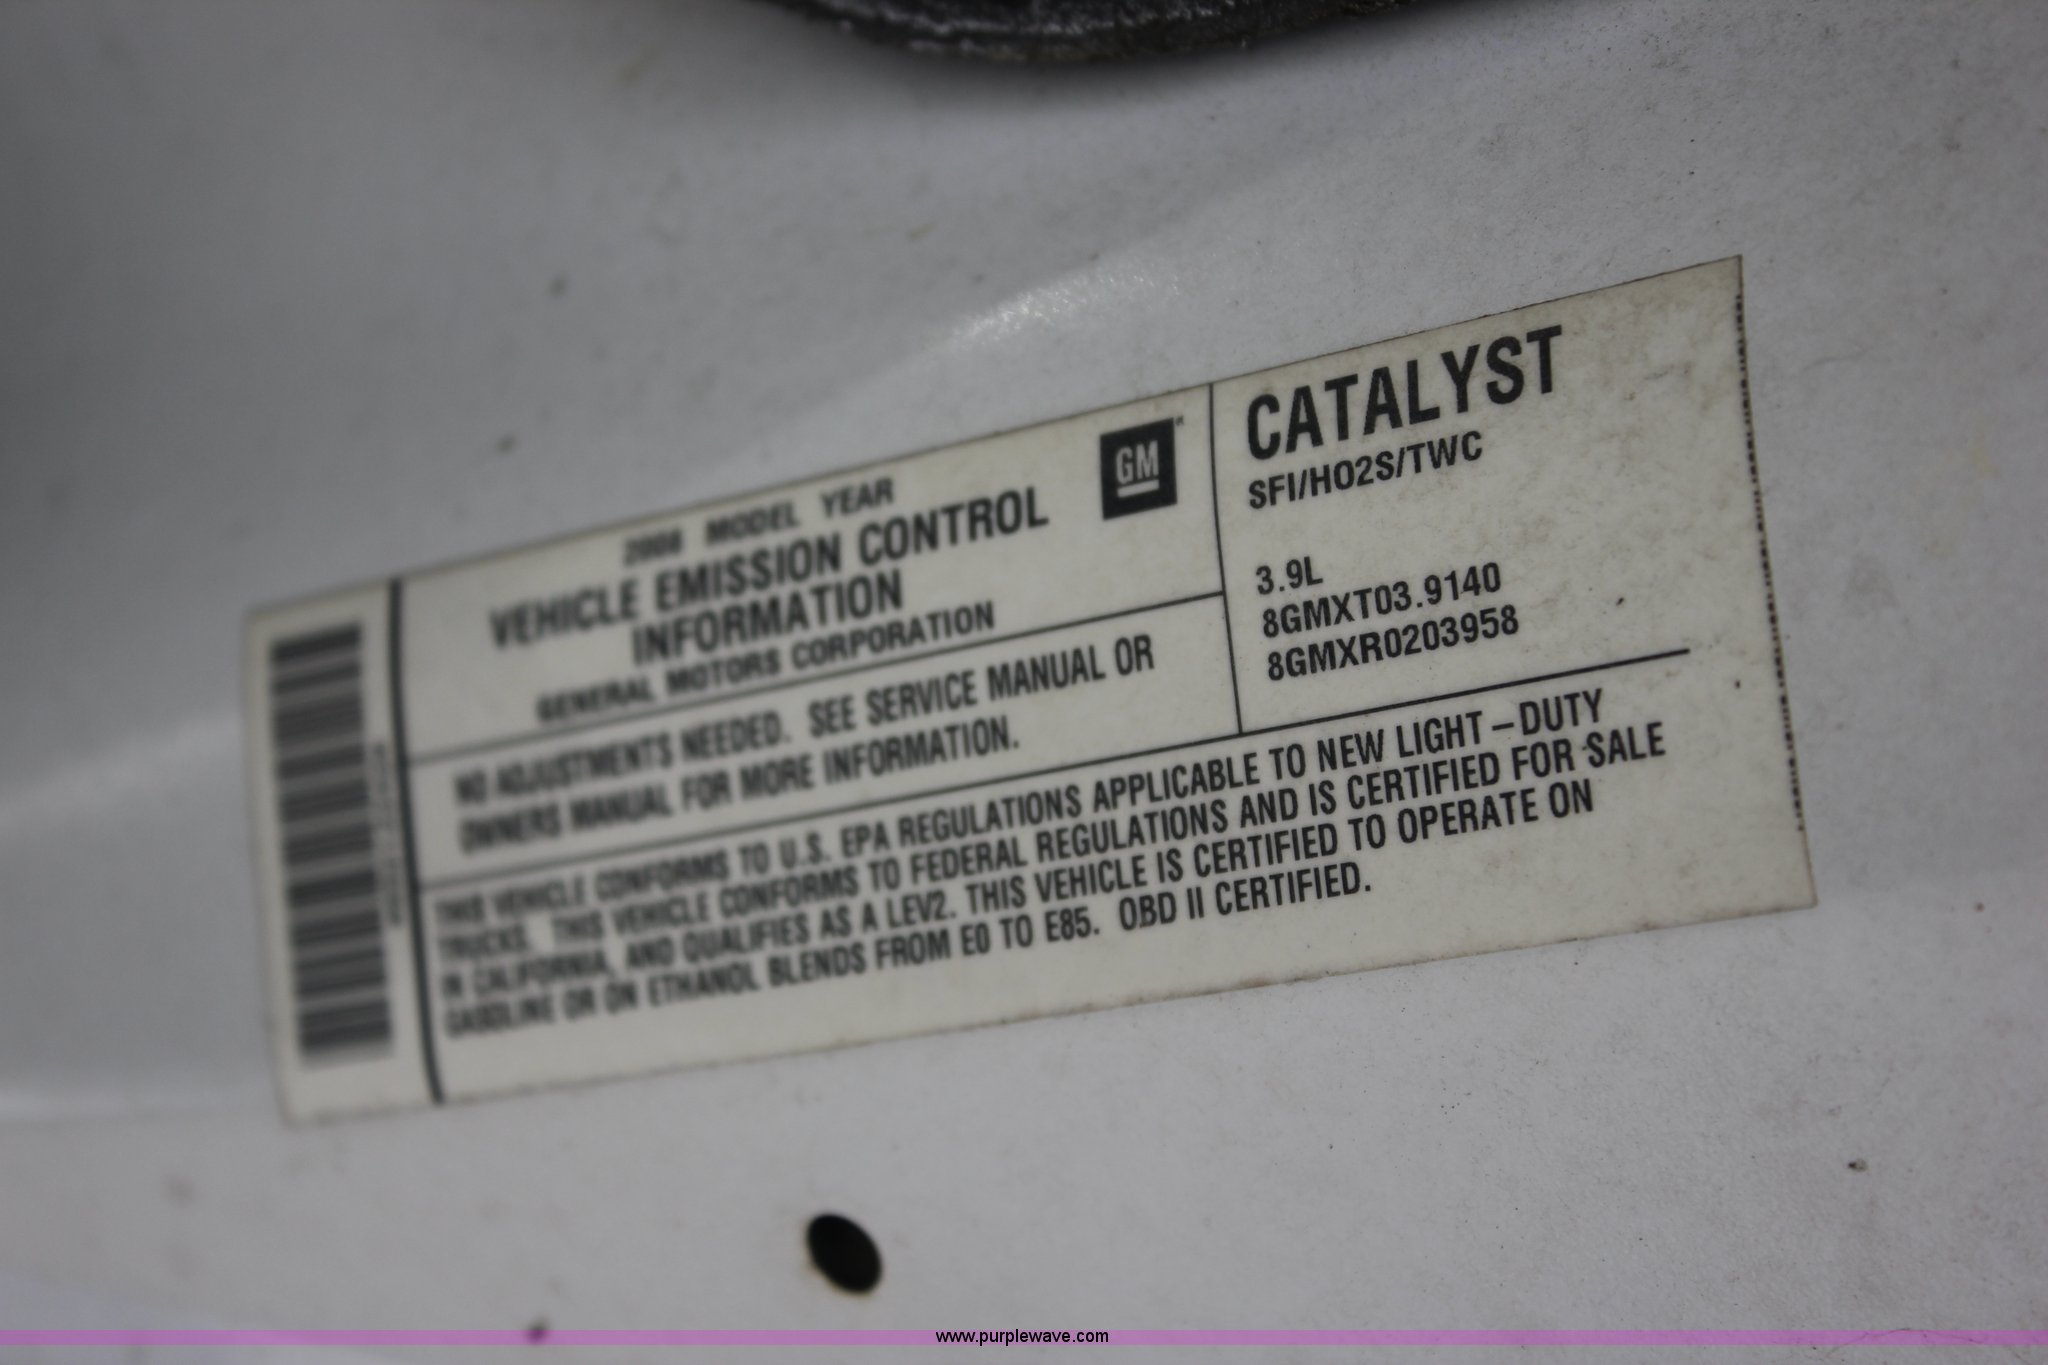 2008 MODEL YEAR
VEHICLE EMISSION CONTROL
INFORMATION
GENERAL MOTORS CORPORATION
GM
NO ADJUSTMENTS NEEDED. SEE SERVICE MANUAL OR
OWNERS MANUAL FOR MORE INFORMATION.
CATALYST
SFI/HO2S/TWC
3.9L
8GMXT03.9140
8GMXR0203958
THIS VEHICLE CONFORMS TO U.S. EPA REGULATIONS APPLICABLE TO NEW LIGHT-DUTY
TRUCKS. THIS VEHICLE CONFORMS TO FEDERAL REGULATIONS AND IS CERTIFIED FOR SALE
IN CALIFORNIA, AND QUALIFIES AS A LEV2. THIS VEHICLE IS CERTIFIED TO OPERATE ON
GASOLINE OR ON ETHANOL BLENDS FROM E0 TO E85. OBD II CERTIFIED.
www.purplewave.com